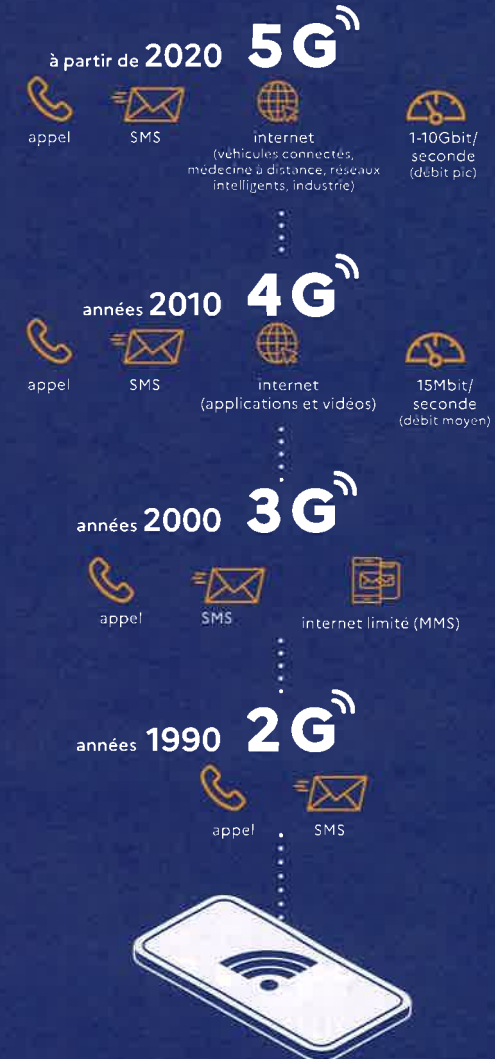 à partir de 2020 5G
appel
SMS
internet
(véhicules connectés,
médecine à distance, réseaux
intelligents, industrie)
1-10Gbit/
seconde
(débit pic)
années 2010 4G
appel
SMS
internet
(applications et vidéos)
15Mbit/
seconde
(débit moyen)
années 2000 3G
appel
SMS
internet limité (MMS)
années 1990 2G
appel
SMS